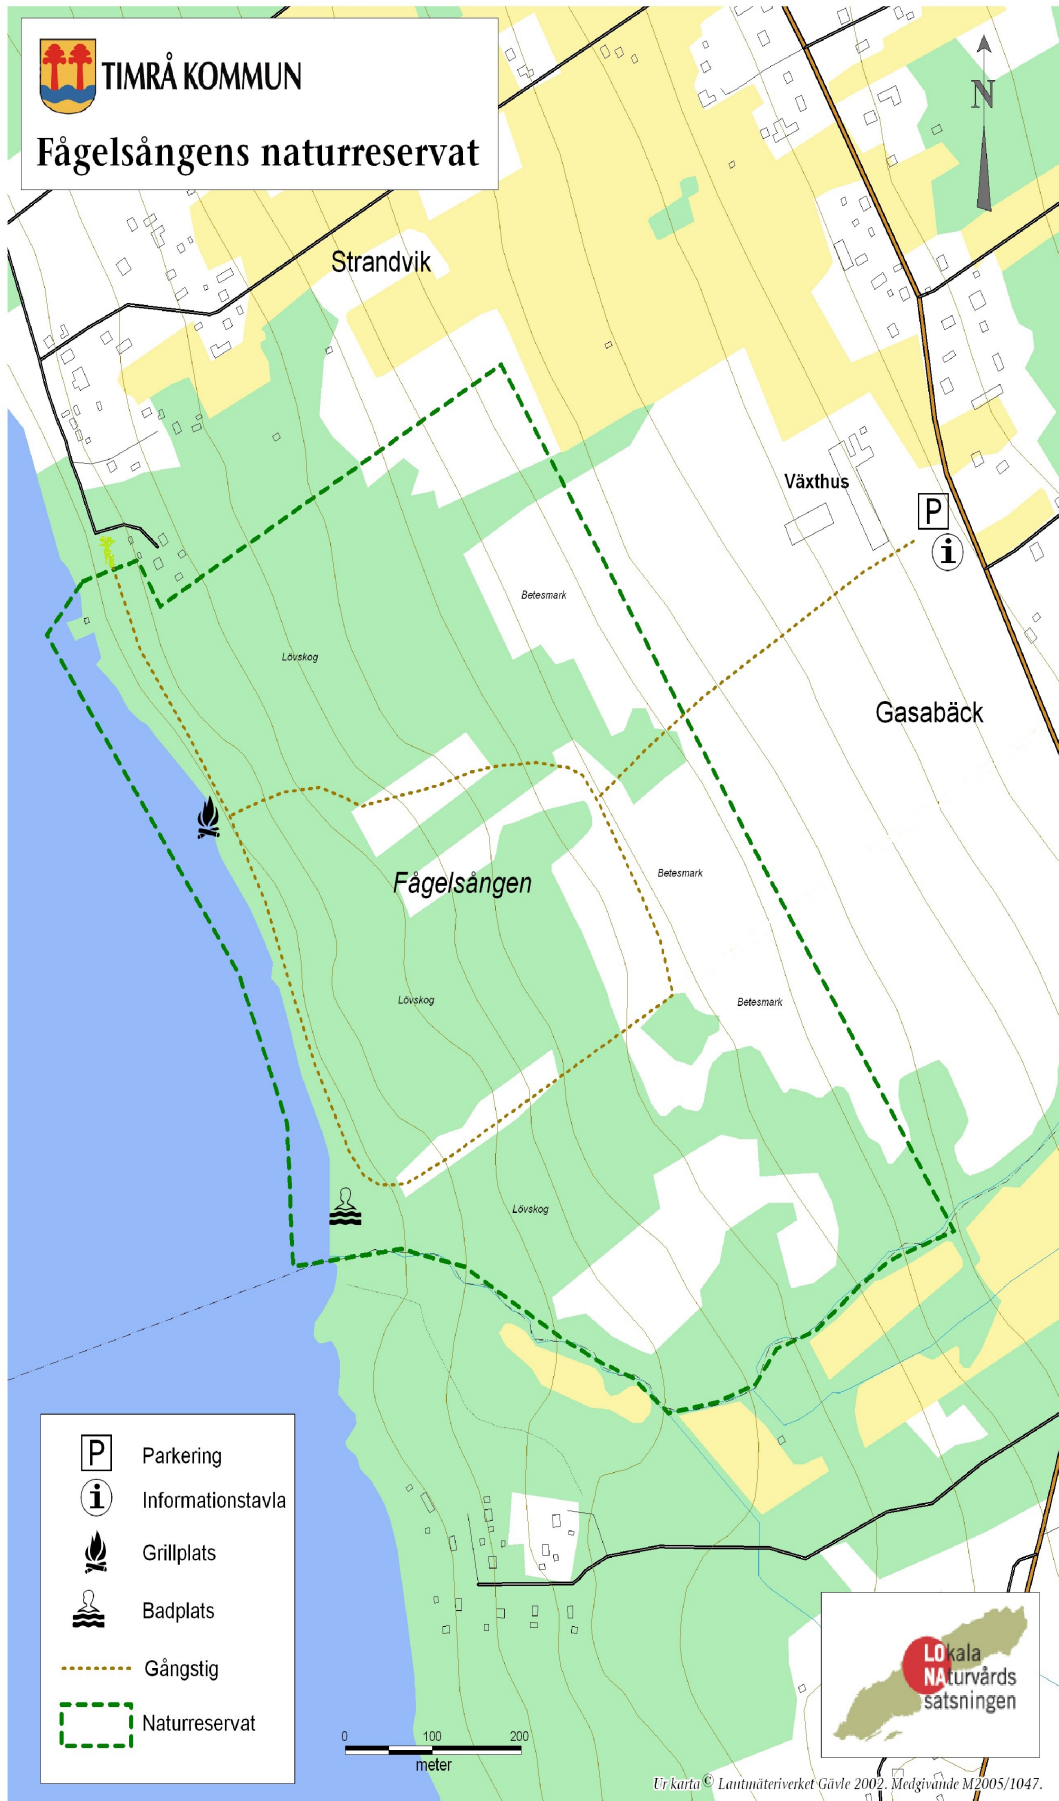 TIMRÅ KOMMUN
Fågelsångens naturreservat
N
Strandvik
Växthus
P
i
Betesmark
Lövskog
Gasabäck
Fågelsången
Betesmark
Lövskog
Betesmark
Lövskog
P Parkering
i Informationstavla
Grillplats
Badplats
Gångstig
Naturreservat
0 100 200
meter
LOkala
NAturvårds
satsningen
Ur karta © Lantmäteriverket Gävle 2002. Medgivande M2005/1047.